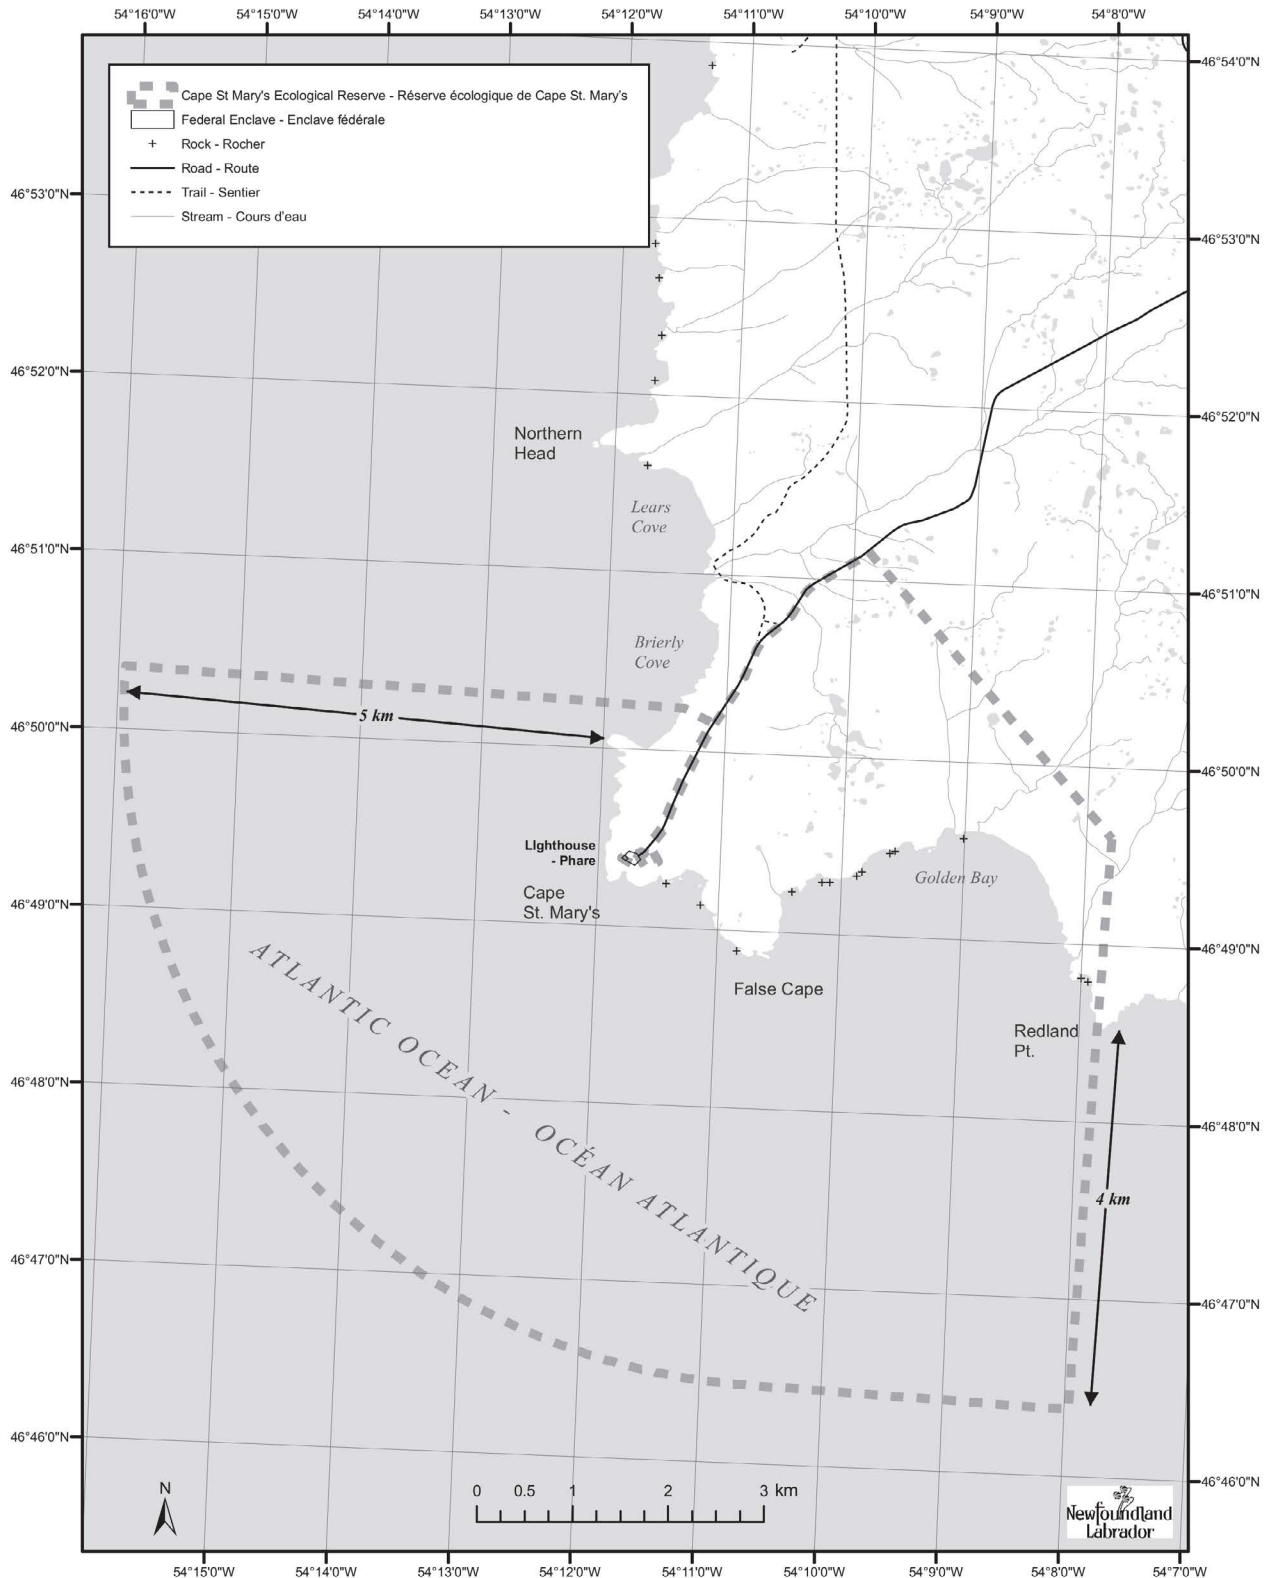 54°16'0"W 54°15'0"W 54°14'0"W 54°13'0"W 54°12'0"W 54°11'0"W 54°10'0"W 54°9'0"W 54°8'0"W
46°54'0"N
Cape St Mary's Ecological Reserve - Réserve écologique de Cape St. Mary's
Federal Enclave - Enclave fédérale
Rock - Rocher
Road - Route
Trail - Sentier
Stream - Cours d'eau
46°53'0"N
46°53'0"N
46°52'0"N
46°52'0"N
Northern
Head
Lears
Cove
46°51'0"N
46°51'0"N
Brierly
Cove
5 km
46°50'0"N
46°50'0"N
LIghthouse
- Phare
Golden Bay
Cape
St. Mary's
46°49'0"N
46°49'0"N
False Cape
Redland
Pt.
ATLANTIC OCEAN - OCÉAN ATLANTIQUE
46°48'0"N
46°48'0"N
4 km
46°47'0"N
46°47'0"N
46°46'0"N
46°46'0"N
N
0 0.5 1 2 3 km
Newfoundland
Labrador
54°15'0"W 54°14'0"W 54°13'0"W 54°12'0"W 54°11'0"W 54°10'0"W 54°9'0"W 54°8'0"W 54°7'0"W